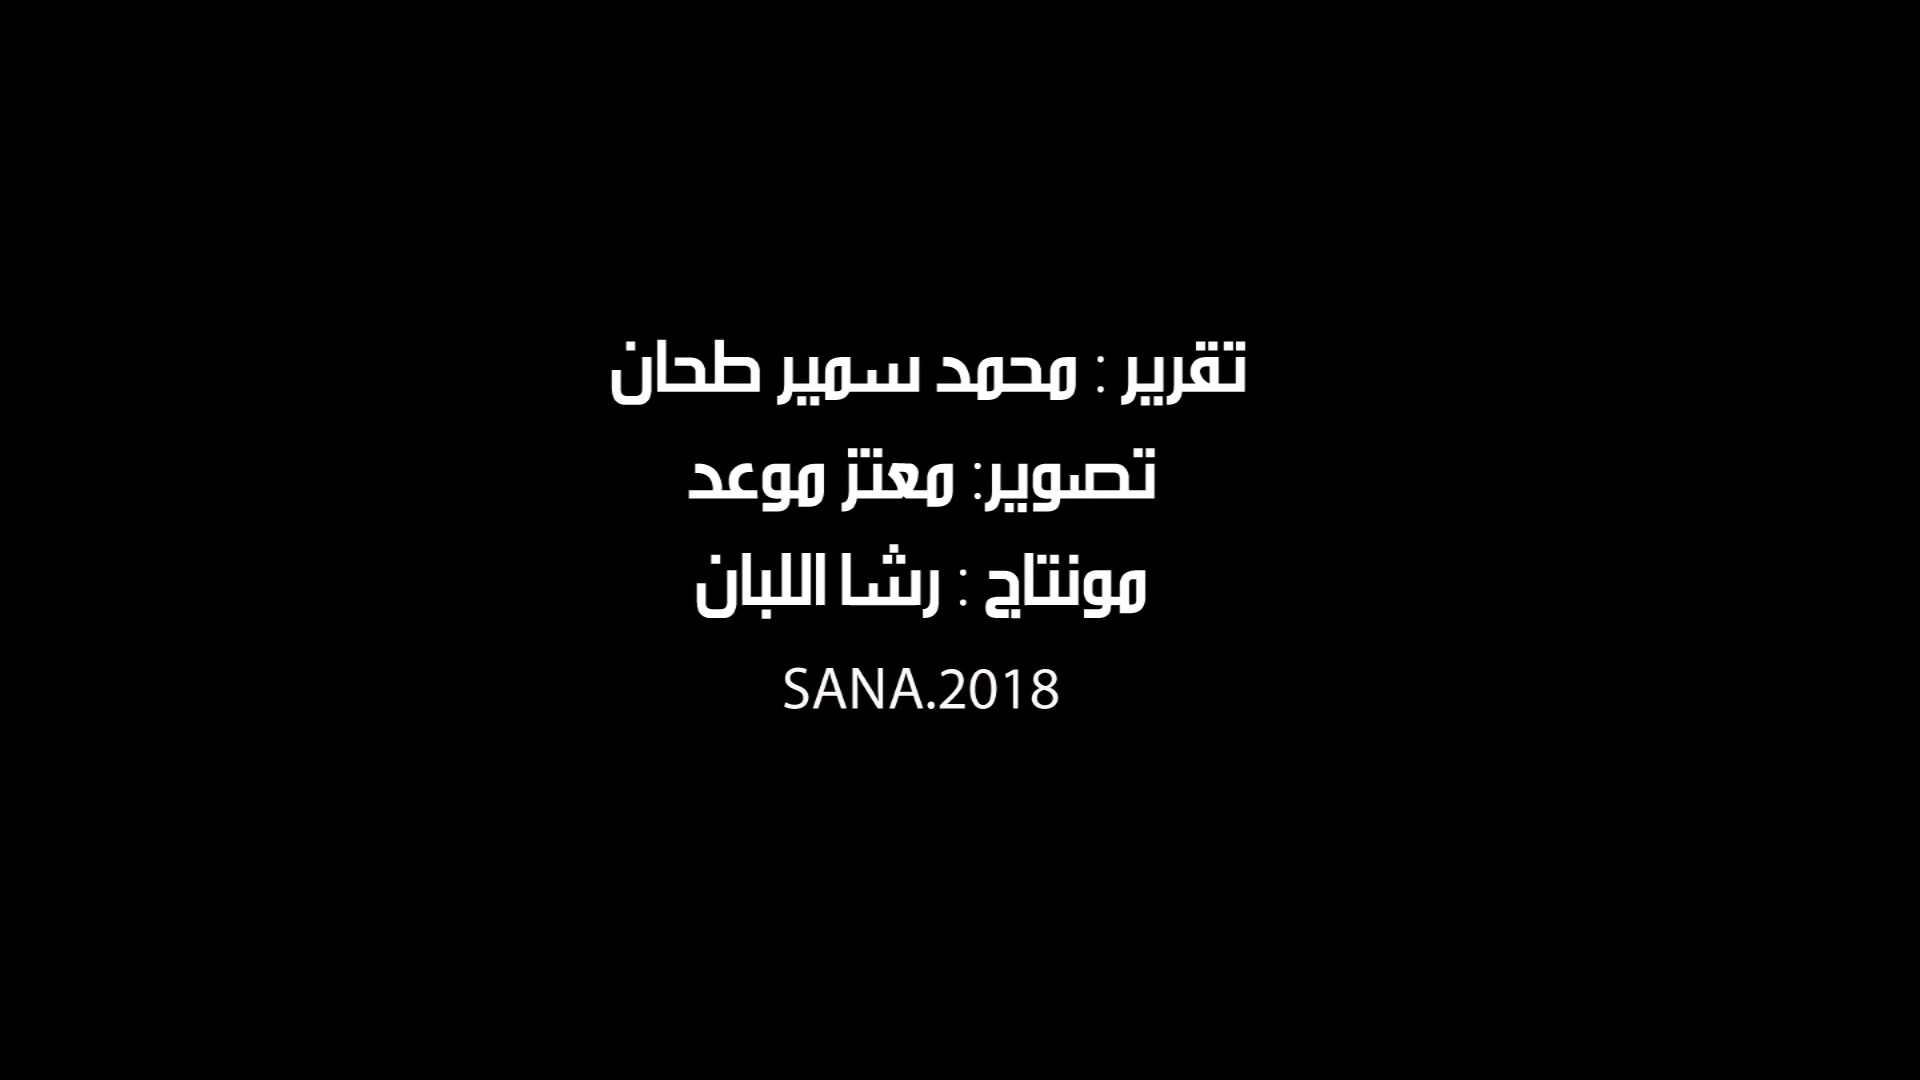 تقرير : محمد سمير طحان
تصوير: معتز موعد
مونتاج : رشا اللبان
SANA.2018